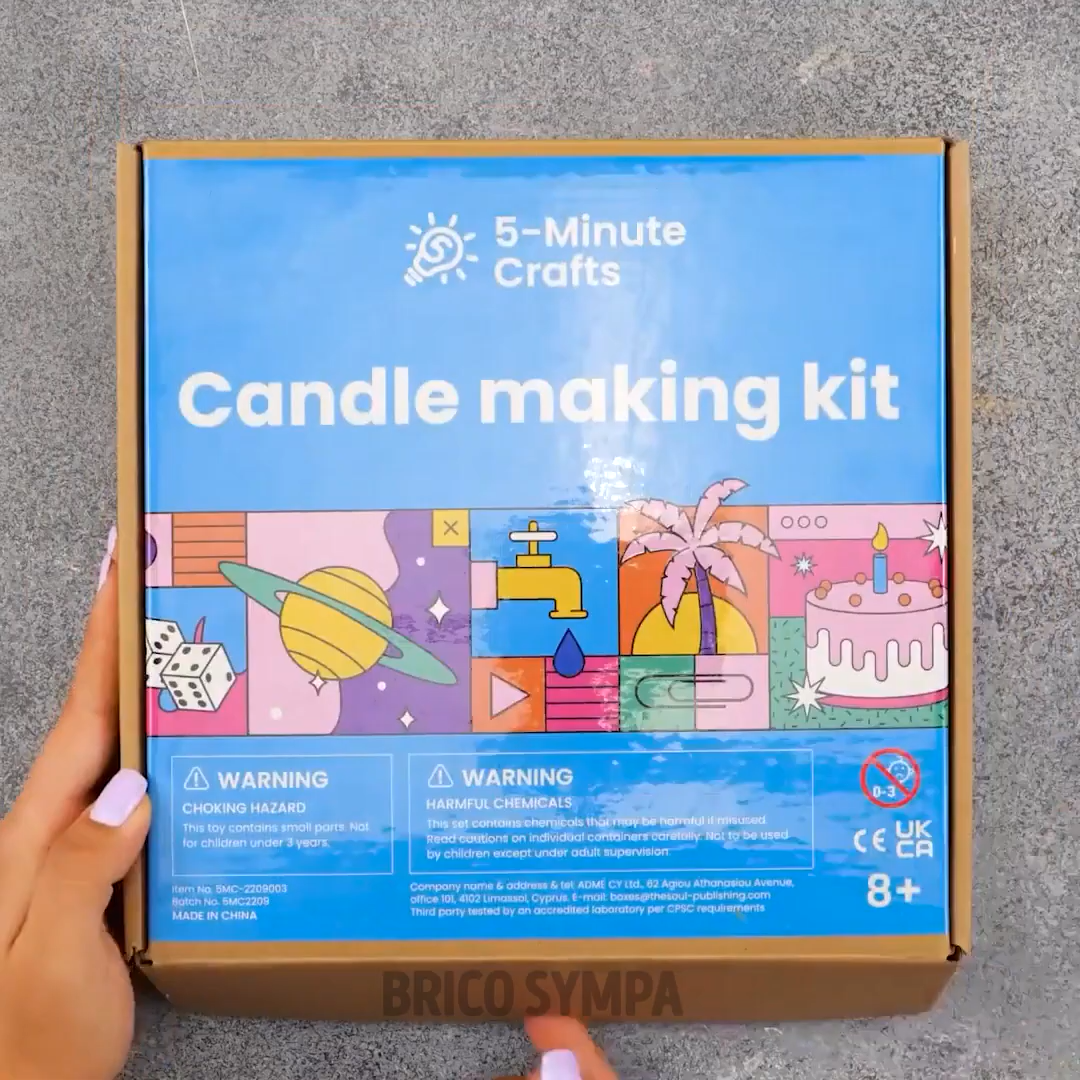 5-Minute
Crafts
Candle making kit
WARNING
CHOKING HAZARD
This toy contains small parts. Not
for children under 3 years.
WARNING
HARMFUL CHEMICALS
This set contains chemicals that may be harmful if misused.
Read cautions on individual containers carefully. Not to be used
by children except under adult supervision.
0-3
CE UK
CA
8+
Item No. 5MC-2209003
Batch No. 5MC2209
MADE IN CHINA
Company name & address & tel: ADME CY Ltd., 62 Agiou Athanasiou Avenue,
office 101, 4102 Limassol, Cyprus. E-mail: boxes@thesoul-publishing.com
Third party tested by an accredited laboratory per CPSC requirements
BRICO SYMPA